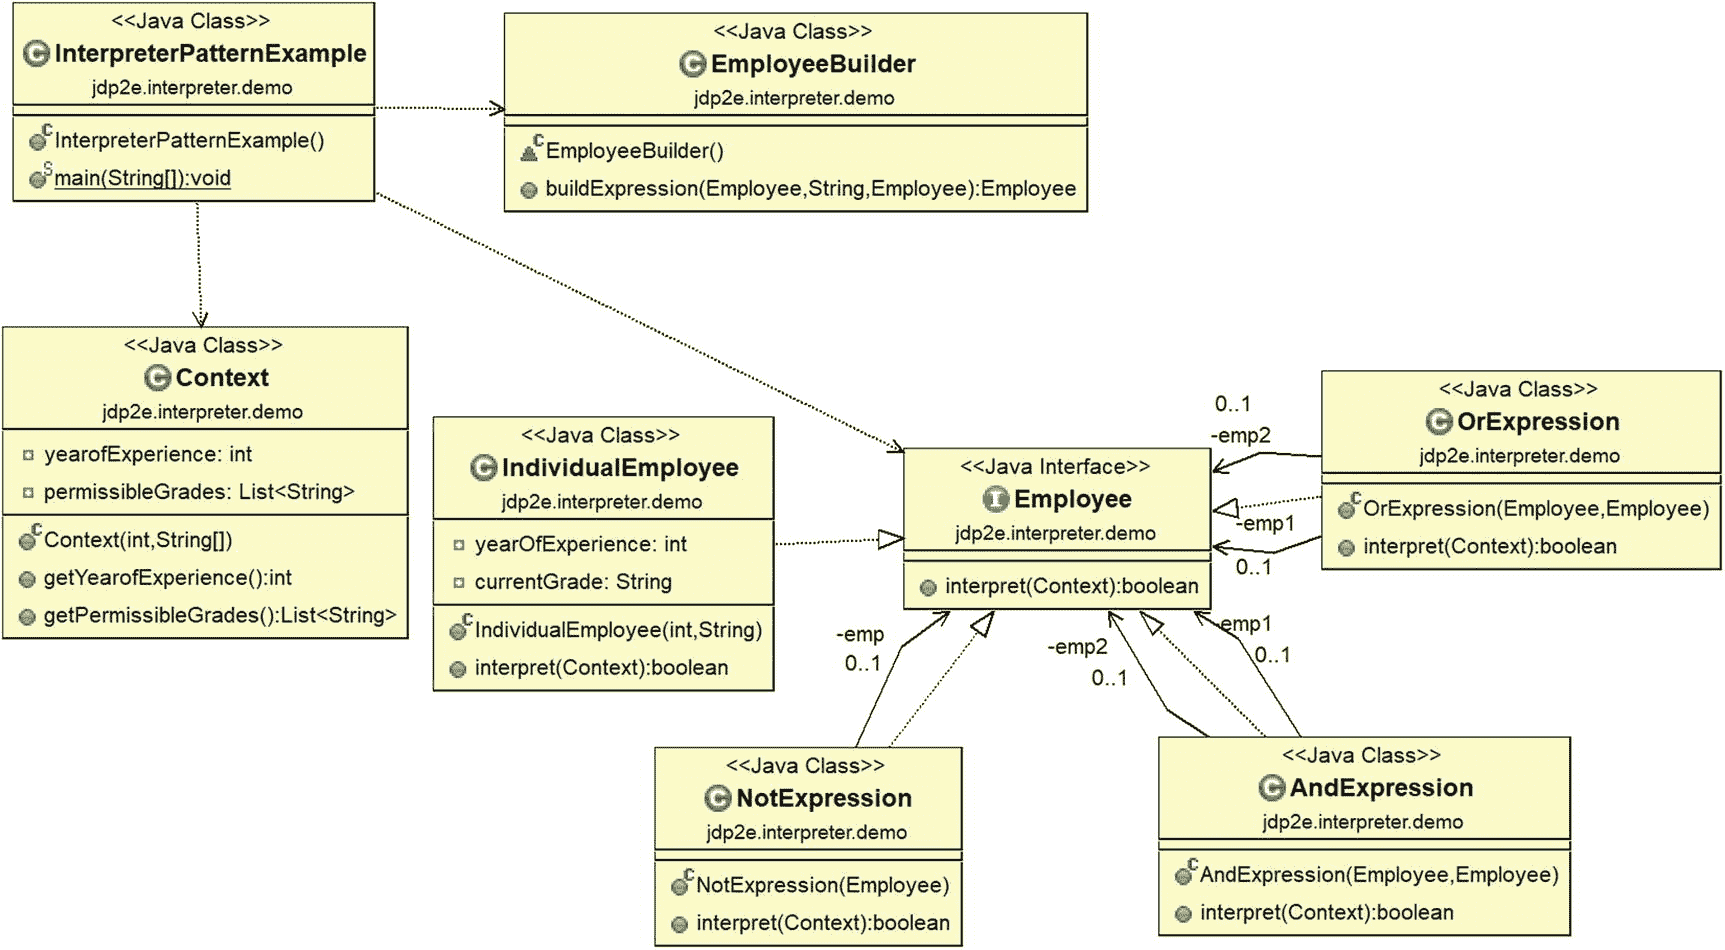 <<Java Class>>
InterpreterPatternExample
jdp2e.interpreter.demo
InterpreterPatternExample()
main(String[]):void
<<Java Class>>
EmployeeBuilder
jdp2e.interpreter.demo
EmployeeBuilder()
buildExpression(Employee,String,Employee):Employee
<<Java Class>>
Context
jdp2e.interpreter.demo
yearofExperience: int
permissibleGrades: List<String>
Context(int,String[])
getYearofExperience():int
getPermissibleGrades():List<String>
<<Java Class>>
IndividualEmployee
jdp2e.interpreter.demo
yearOfExperience: int
currentGrade: String
IndividualEmployee(int,String)
interpret(Context):boolean
<<Java Interface>>
Employee
jdp2e.interpreter.demo
interpret(Context):boolean
0..1
-emp2
-emp1
0..1
<<Java Class>>
OrExpression
jdp2e.interpreter.demo
OrExpression(Employee,Employee)
interpret(Context):boolean
-emp
0..1
-emp2
0..1
-emp1
0..1
<<Java Class>>
NotExpression
jdp2e.interpreter.demo
NotExpression(Employee)
interpret(Context):boolean
<<Java Class>>
AndExpression
jdp2e.interpreter.demo
AndExpression(Employee,Employee)
interpret(Context):boolean